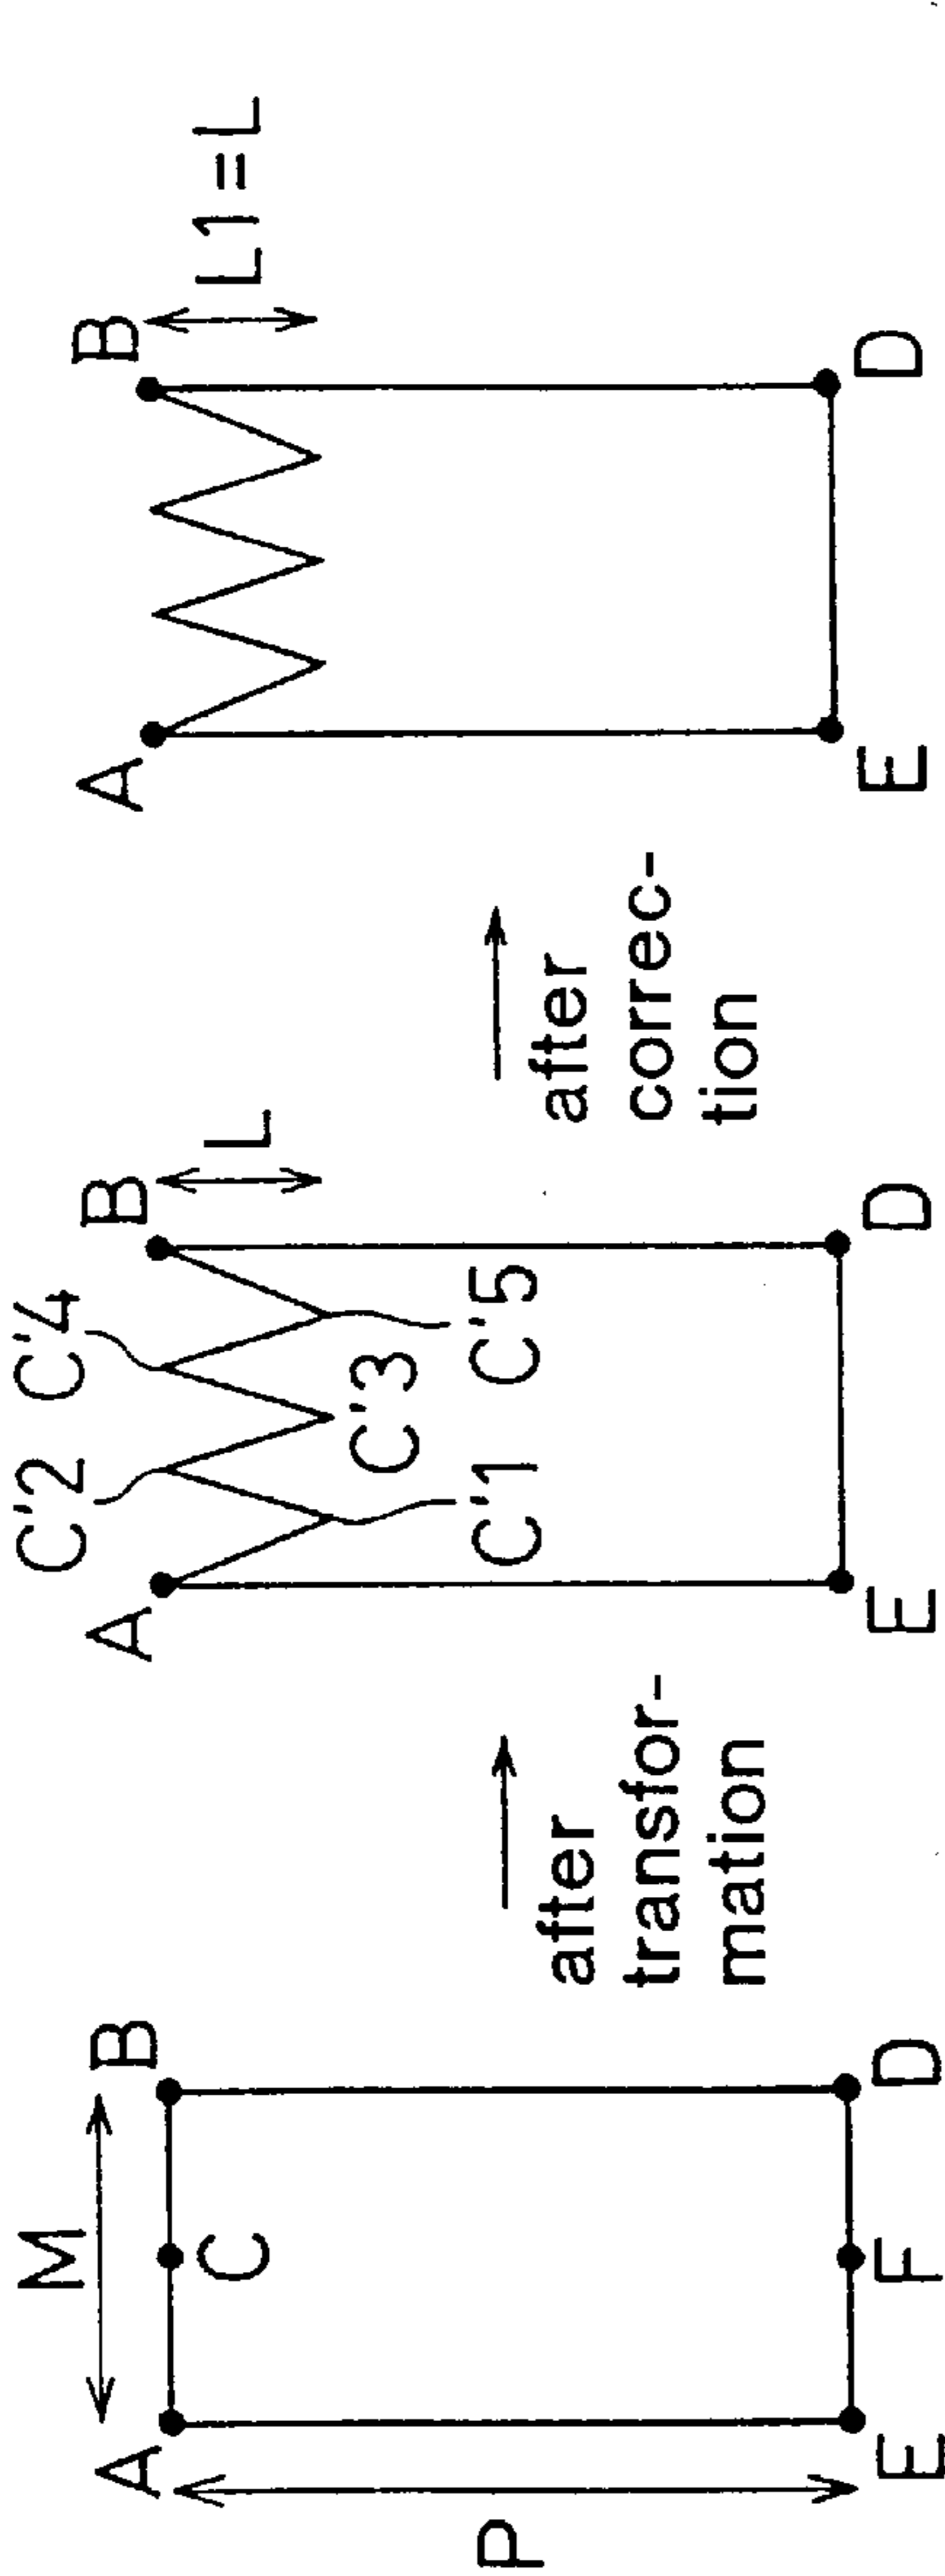 M
A
B
C
P
E
F
D
after
transfor-
mation
C'2
C'4
A
B
L
C'3
C'1
C'5
E
D
after
correc-
tion
A
B
L1=L
E
D